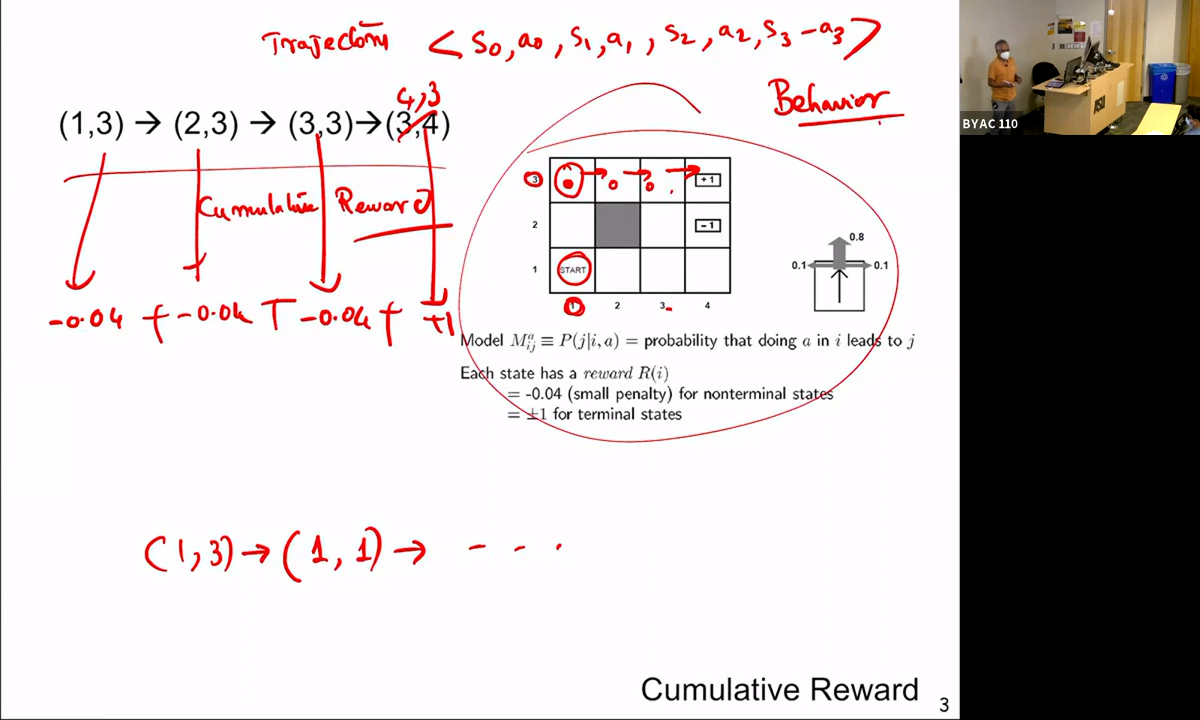 Trajectory <S0, a0, S1, a1, S2, a2, S3 - a3>
4,3
(1,3) → (2,3) → (3,3)→(3,4)
Behavior
Cumulative Reward
-0.04 + -0.04 + -0.04 + +1
3
+1
2
-1
1
START
1 2 3 4
0.8
0.1 0.1
Model M^a_ij ≡ P(j|i, a) = probability that doing a in i leads to j
Each state has a reward R(i)
= -0.04 (small penalty) for nonterminal states
= ±1 for terminal states
(1,3) → (1,1) → - - .
Cumulative Reward
3
BYAC 110
ASU